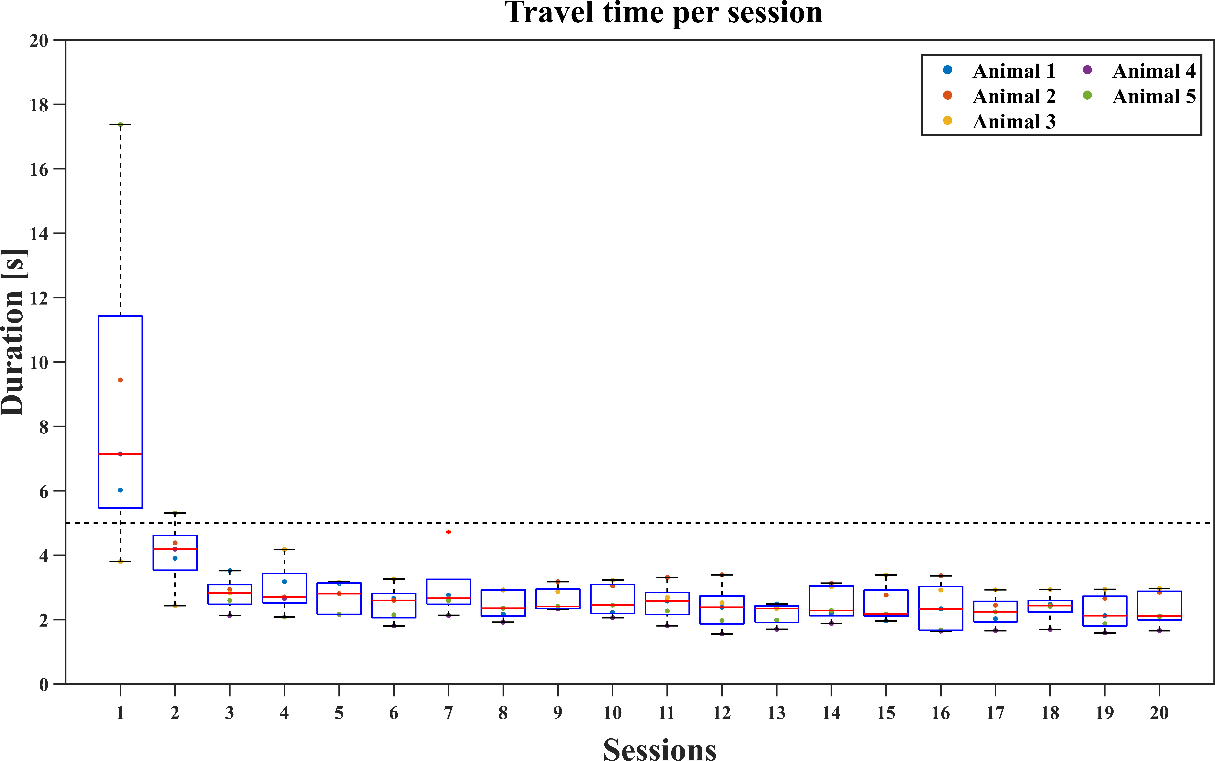 Travel time per session
20
18
16
14
12
10
8
6
4
2
0
Duration [s]
Animal 1
Animal 2
Animal 3
Animal 4
Animal 5
1 2 3 4 5 6 7 8 9 10 11 12 13 14 15 16 17 18 19 20
Sessions